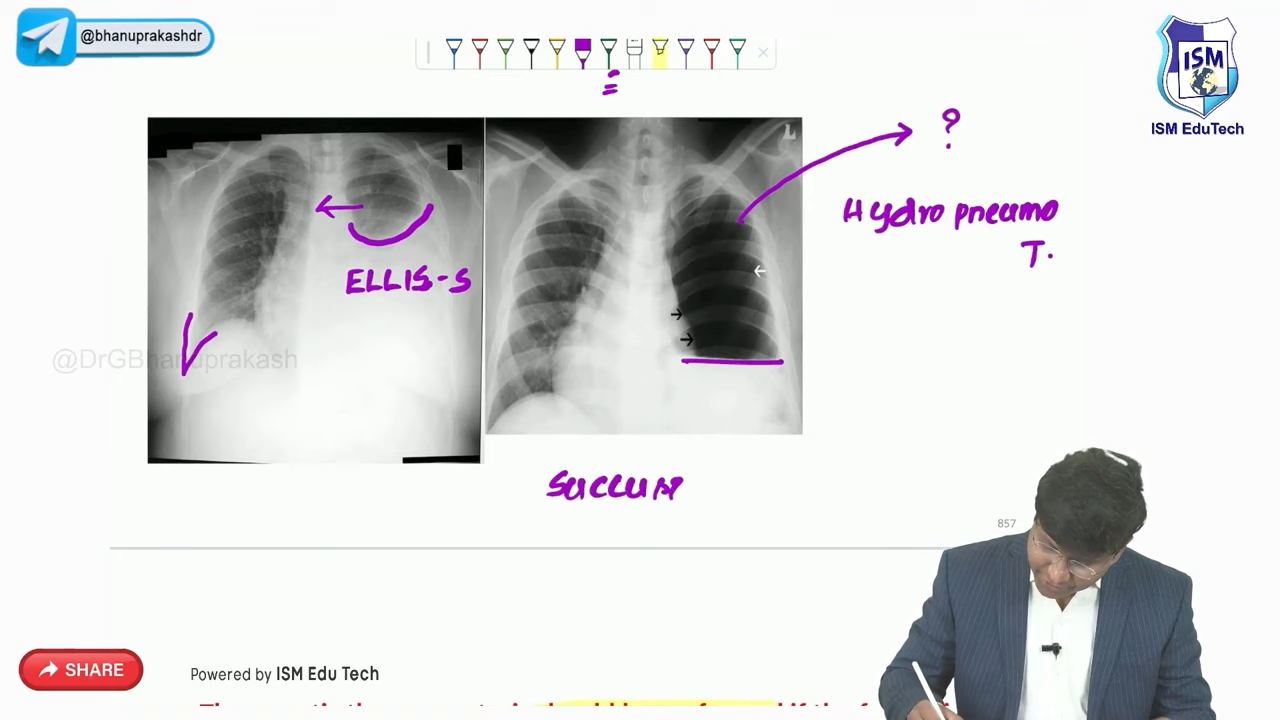 @bhanuprakashdr
ISM
ISM EduTech
=
L
?
Hydro pneumo
T.
ELLIS-S
@DrGBhanuprakash
succus
857
SHARE
Powered by ISM Edu Tech